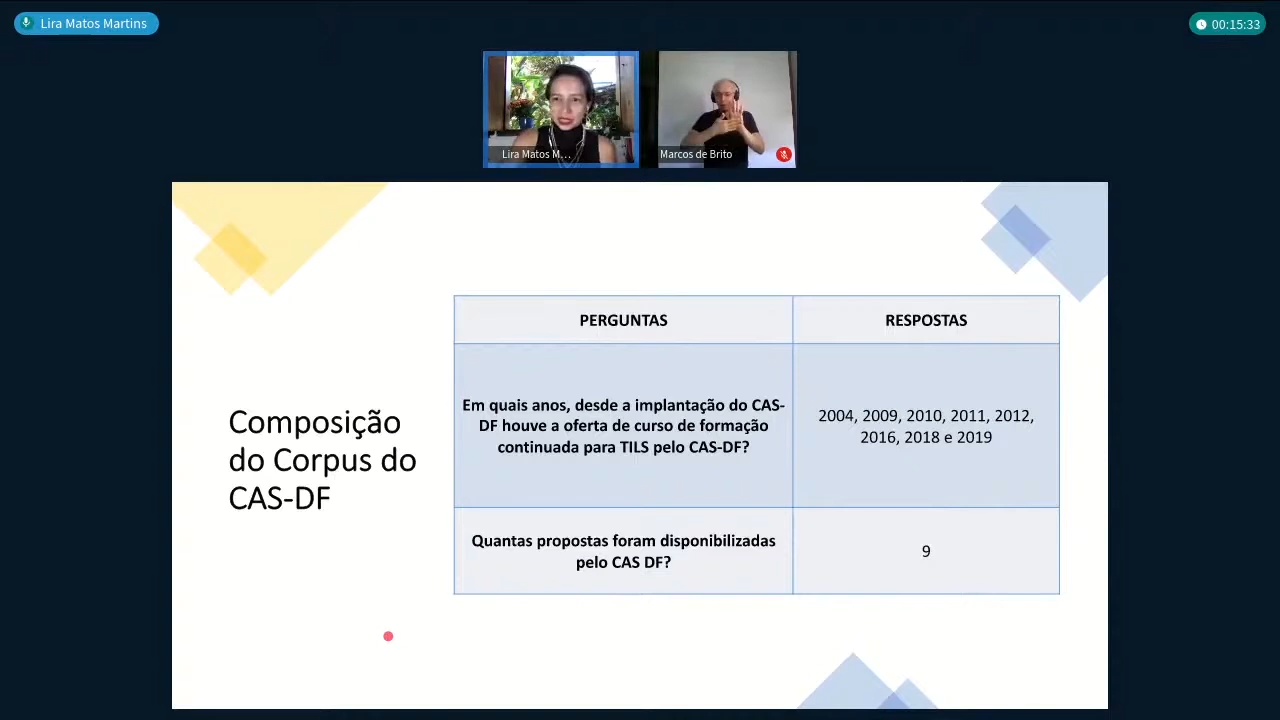 Lira Matos Martins
00:15:33
Lira Matos M...
Marcos de Brito
Composição
do Corpus do
CAS-DF
PERGUNTAS
RESPOSTAS
Em quais anos, desde a implantação do CAS-
DF houve a oferta de curso de formação
continuada para TILS pelo CAS-DF?
2004, 2009, 2010, 2011, 2012,
2016, 2018 e 2019
Quantas propostas foram disponibilizadas
pelo CAS DF?
9